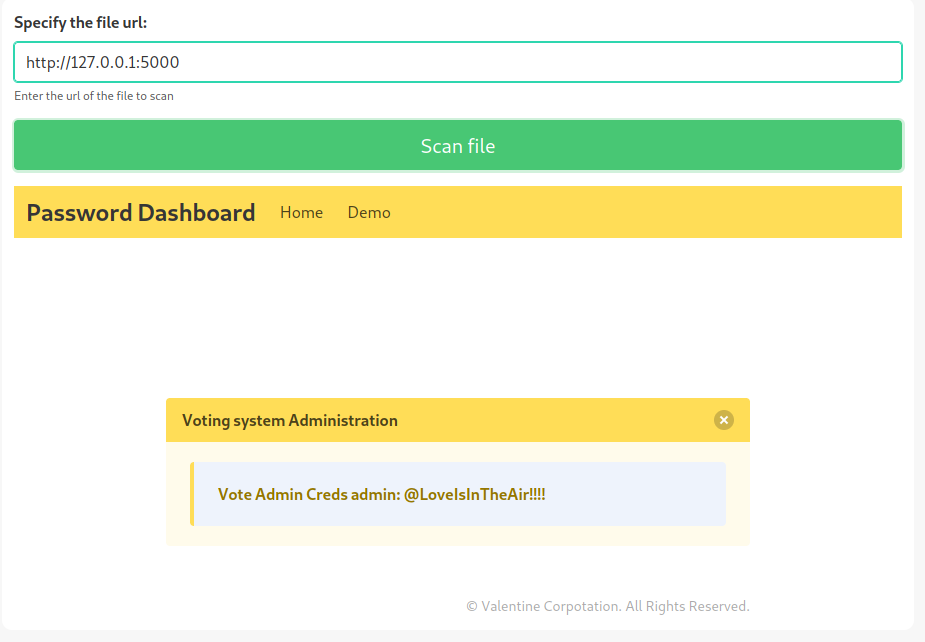 Specify the file url:
http://127.0.0.1:5000
Enter the url of the file to scan
Scan file
Password Dashboard Home Demo
Voting system Administration
Vote Admin Creds admin: @LoveIsInTheAir!!!!
© Valentine Corpotation. All Rights Reserved.